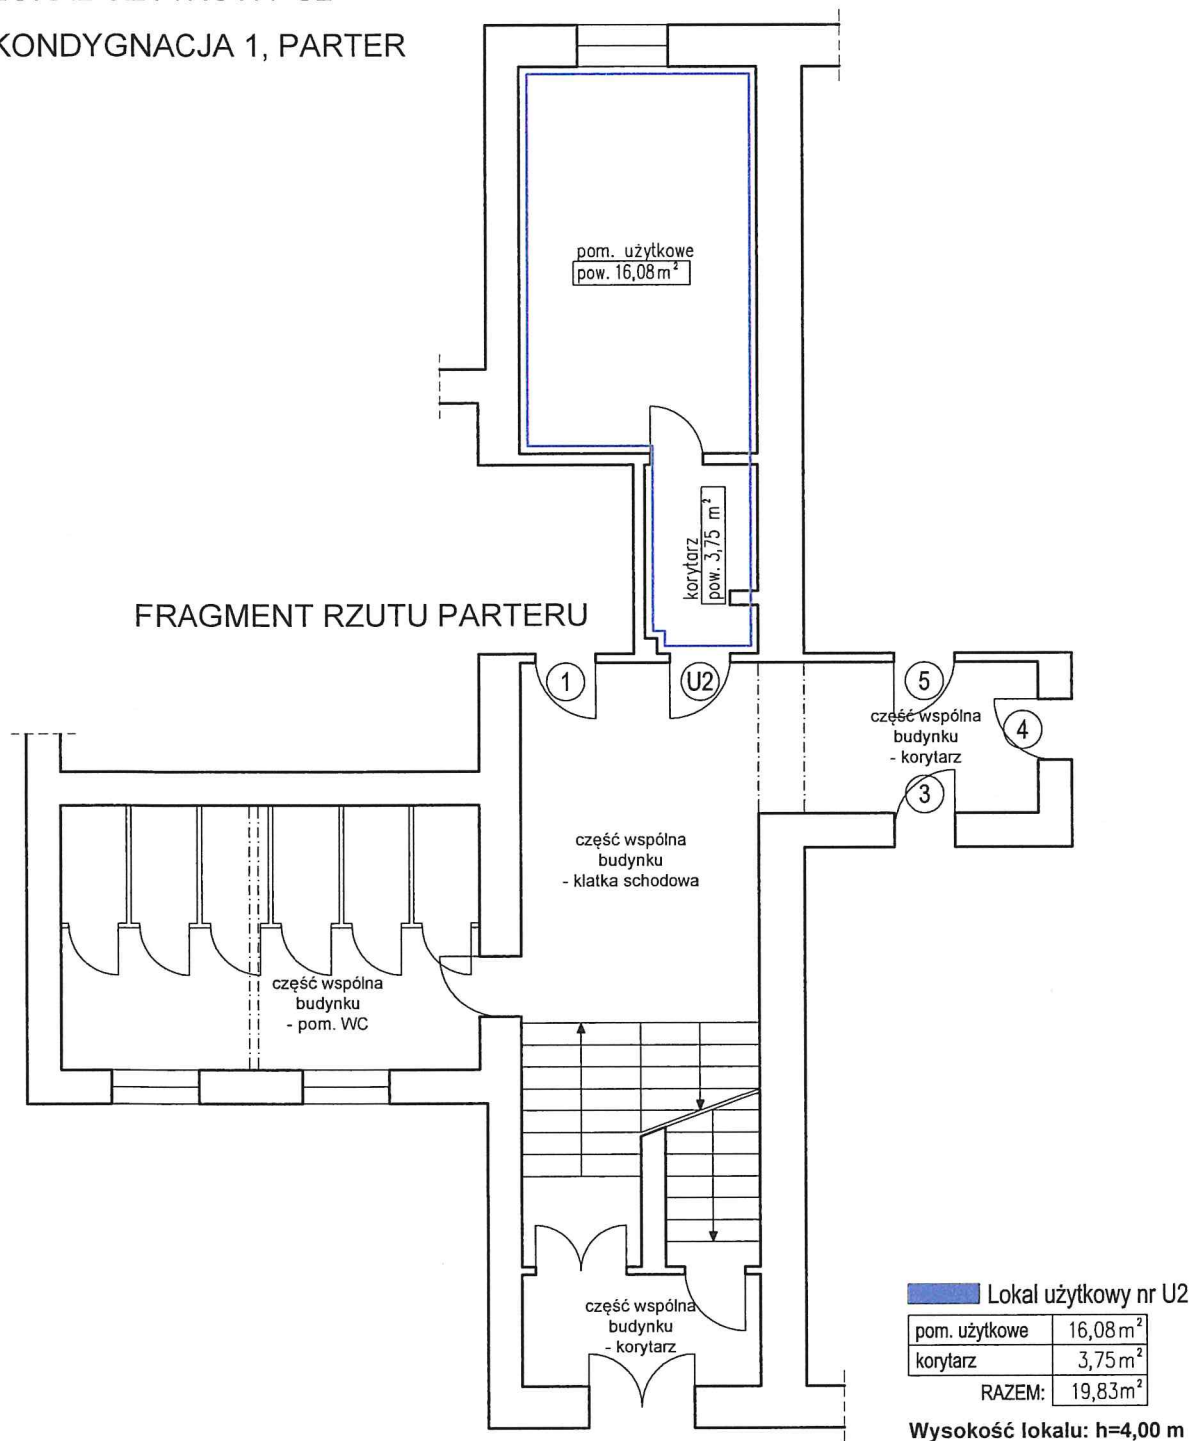 KONDYGNACJA 1, PARTER
pom. użytkowe
pow. 16,08 m²
korytarz
pow. 3,75 m²
FRAGMENT RZUTU PARTERU
1
U2
5
część wspólna
budynku
- korytarz
4
3
część wspólna
budynku
- klatka schodowa
część wspólna
budynku
- pom. WC
część wspólna
budynku
- korytarz
Lokal użytkowy nr U2
pom. użytkowe 16,08 m²
korytarz 3,75 m²
RAZEM: 19,83m²
Wysokość lokalu: h=4,00 m